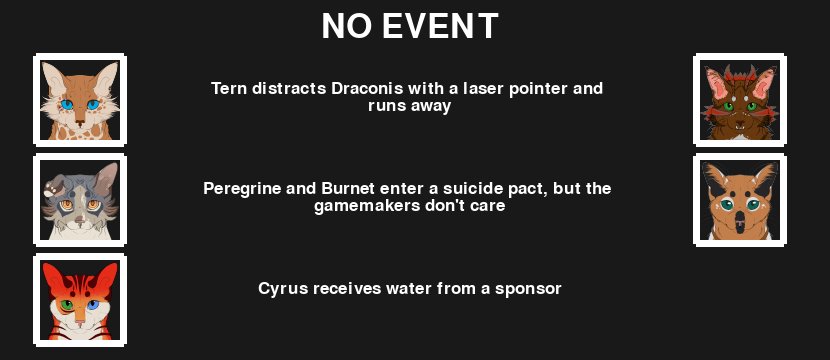 NO EVENT
Tern distracts Draconis with a laser pointer and
runs away
Peregrine and Burnet enter a suicide pact, but the
gamemakers don't care
Cyrus receives water from a sponsor